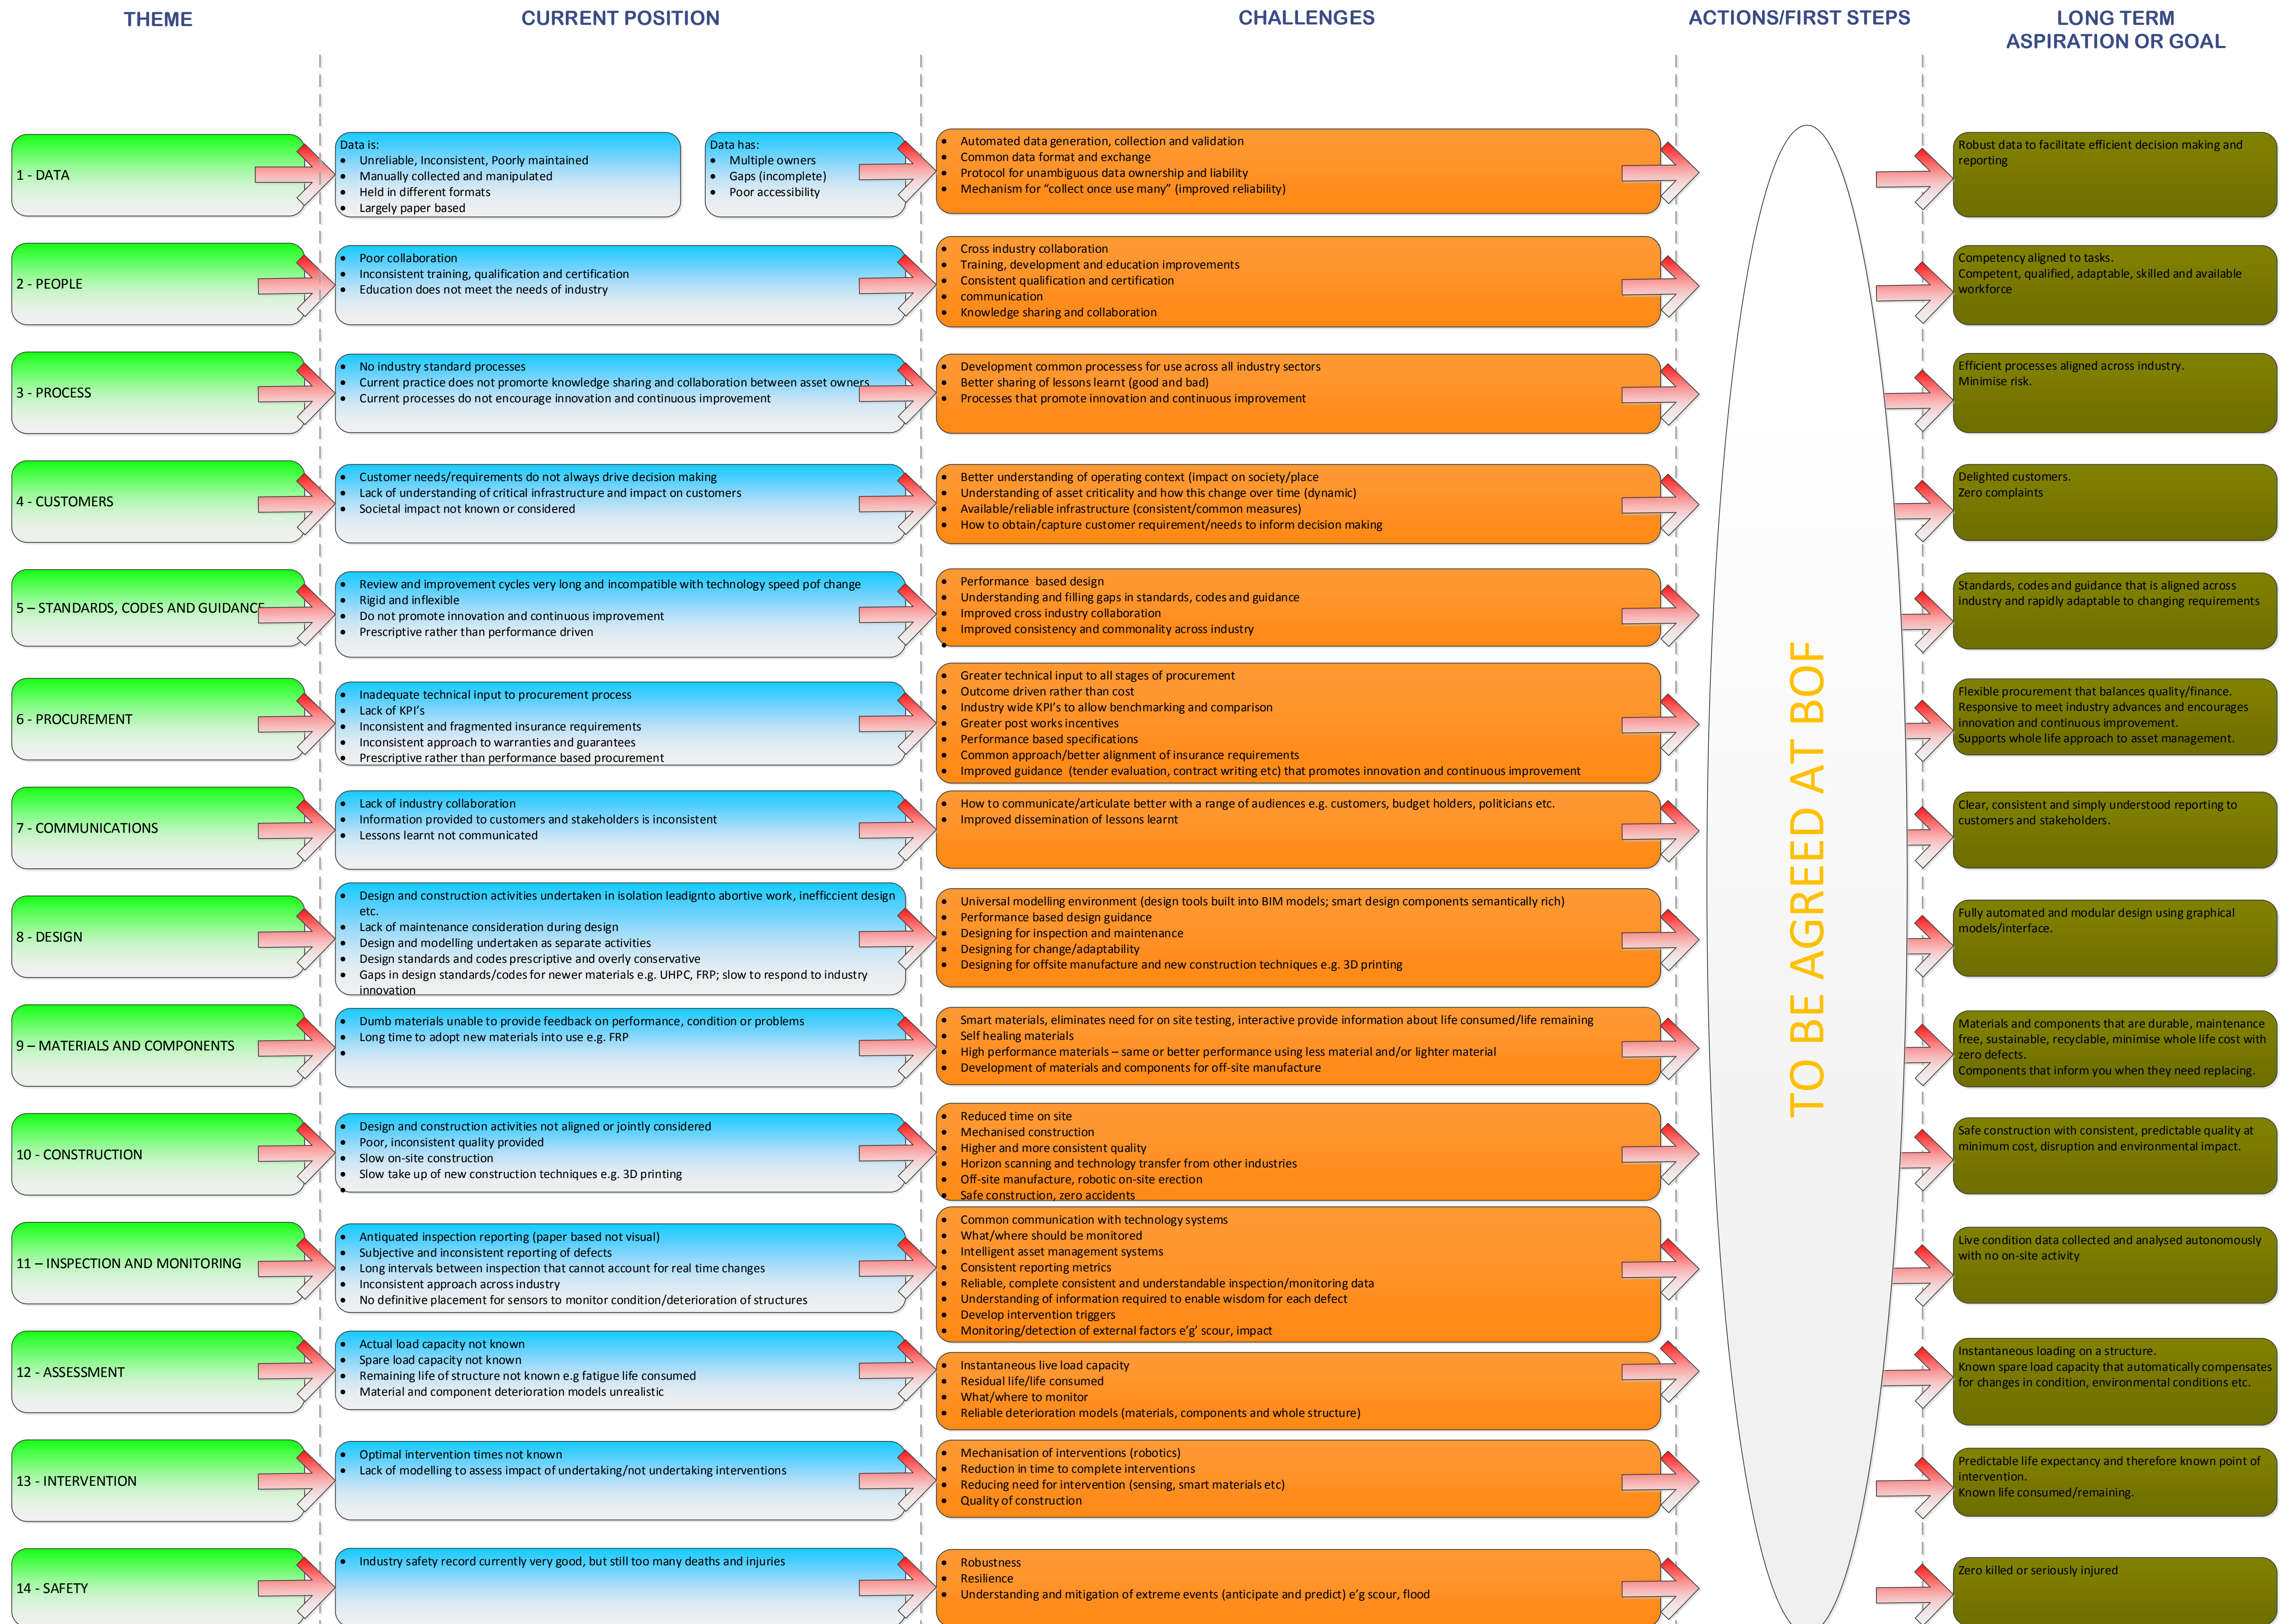 THEME
CURRENT POSITION
CHALLENGES
ACTIONS/FIRST STEPS
LONG TERM
ASPIRATION OR GOAL
1 - DATA
Data is:
• Unreliable, Inconsistent, Poorly maintained
• Manually collected and manipulated
• Held in different formats
• Largely paper based
Data has:
• Multiple owners
• Gaps (incomplete)
• Poor accessibility
• Automated data generation, collection and validation
• Common data format and exchange
• Protocol for unambiguous data ownership and liability
• Mechanism for “collect once use many” (improved reliability)
Robust data to facilitate efficient decision making and
reporting
2 - PEOPLE
• Poor collaboration
• Inconsistent training, qualification and certification
• Education does not meet the needs of industry
• Cross industry collaboration
• Training, development and education improvements
• Consistent qualification and certification
• communication
• Knowledge sharing and collaboration
Competency aligned to tasks.
Competent, qualified, adaptable, skilled and available
workforce
3 - PROCESS
• No industry standard processes
• Current practice does not promorte knowledge sharing and collaboration between asset owners
• Current processes do not encourage innovation and continuous improvement
• Development common processess for use across all industry sectors
• Better sharing of lessons learnt (good and bad)
• Processes that promote innovation and continuous improvement
Efficient processes aligned across industry.
Minimise risk.
4 - CUSTOMERS
• Customer needs/requirements do not always drive decision making
• Lack of understanding of critical infrastructure and impact on customers
• Societal impact not known or considered
• Better understanding of operating context (impact on society/place
• Understanding of asset criticality and how this change over time (dynamic)
• Available/reliable infrastructure (consistent/common measures)
• How to obtain/capture customer requirement/needs to inform decision making
Delighted customers.
Zero complaints
5 – STANDARDS, CODES AND GUIDANCE
• Review and improvement cycles very long and incompatible with technology speed pof change
• Rigid and inflexible
• Do not promote innovation and continuous improvement
• Prescriptive rather than performance driven
• Performance  based design
• Understanding and filling gaps in standards, codes and guidance
• Improved cross industry collaboration
• Improved consistency and commonality across industry
•
Standards, codes and guidance that is aligned across
industry and rapidly adaptable to changing requirements
6 - PROCUREMENT
• Inadequate technical input to procurement process
• Lack of KPI’s
• Inconsistent and fragmented insurance requirements
• Inconsistent approach to warranties and guarantees
• Prescriptive rather than performance based procurement
• Greater technical input to all stages of procurement
• Outcome driven rather than cost
• Industry wide KPI’s to allow benchmarking and comparison
• Greater post works incentives
• Performance based specifications
• Common approach/better alignment of insurance requirements
• Improved guidance  (tender evaluation, contract writing etc) that promotes innovation and continuous improvement
Flexible procurement that balances quality/finance.
Responsive to meet industry advances and encourages
innovation and continuous improvement.
Supports whole life approach to asset management.
7 - COMMUNICATIONS
• Lack of industry collaboration
• Information provided to customers and stakeholders is inconsistent
• Lessons learnt not communicated
• How to communicate/articulate better with a range of audiences e.g. customers, budget holders, politicians etc.
• Improved dissemination of lessons learnt
Clear, consistent and simply understood reporting to
customers and stakeholders.
TO BE AGREED AT BOF
8 - DESIGN
• Design and construction activities undertaken in isolation leadignto abortive work, inefficcient design
etc.
• Lack of maintenance consideration during design
• Design and modelling undertaken as separate activities
• Design standards and codes prescriptive and overly conservative
• Gaps in design standards/codes for newer materials e.g. UHPC, FRP; slow to respond to industry
innovation
• Universal modelling environment (design tools built into BIM models; smart design components semantically rich)
• Performance based design guidance
• Designing for inspection and maintenance
• Designing for change/adaptability
• Designing for offsite manufacture and new construction techniques e.g. 3D printing
Fully automated and modular design using graphical
models/interface.
9 – MATERIALS AND COMPONENTS
• Dumb materials unable to provide feedback on performance, condition or problems
• Long time to adopt new materials into use e.g. FRP
•
• Smart materials, eliminates need for on site testing, interactive provide information about life consumed/life remaining
• Self healing materials
• High performance materials – same or better performance using less material and/or lighter material
• Development of materials and components for off-site manufacture
Materials and components that are durable, maintenance
free, sustainable, recyclable, minimise whole life cost with
zero defects.
Components that inform you when they need replacing.
10 - CONSTRUCTION
• Design and construction activities not aligned or jointly considered
• Poor, inconsistent quality provided
• Slow on-site construction
• Slow take up of new construction techniques e.g. 3D printing
•
• Reduced time on site
• Mechanised construction
• Higher and more consistent quality
• Horizon scanning and technology transfer from other industries
• Off-site manufacture, robotic on-site erection
• Safe construction, zero accidents
Safe construction with consistent, predictable quality at
minimum cost, disruption and environmental impact.
11 – INSPECTION AND MONITORING
• Antiquated inspection reporting (paper based not visual)
• Subjective and inconsistent reporting of defects
• Long intervals between inspection that cannot account for real time changes
• Inconsistent approach across industry
• No definitive placement for sensors to monitor condition/deterioration of structures
• Common communication with technology systems
• What/where should be monitored
• Intelligent asset management systems
• Consistent reporting metrics
• Reliable, complete consistent and understandable inspection/monitoring data
• Understanding of information required to enable wisdom for each defect
• Develop intervention triggers
• Monitoring/detection of external factors e’g’ scour, impact
Live condition data collected and analysed autonomously
with no on-site activity
12 - ASSESSMENT
• Actual load capacity not known
• Spare load capacity not known
• Remaining life of structure not known e.g fatigue life consumed
• Material and component deterioration models unrealistic
• Instantaneous live load capacity
• Residual life/life consumed
• What/where to monitor
• Reliable deterioration models (materials, components and whole structure)
Instantaneous loading on a structure.
Known spare load capacity that automatically compensates
for changes in condition, environmental conditions etc.
13 - INTERVENTION
• Optimal intervention times not known
• Lack of modelling to assess impact of undertaking/not undertaking interventions
• Mechanisation of interventions (robotics)
• Reduction in time to complete interventions
• Reducing need for intervention (sensing, smart materials etc)
• Quality of construction
Predictable life expectancy and therefore known point of
intervention.
Known life consumed/remaining.
14 - SAFETY
• Industry safety record currently very good, but still too many deaths and injuries
• Robustness
• Resilience
• Understanding and mitigation of extreme events (anticipate and predict) e’g scour, flood
Zero killed or seriously injured